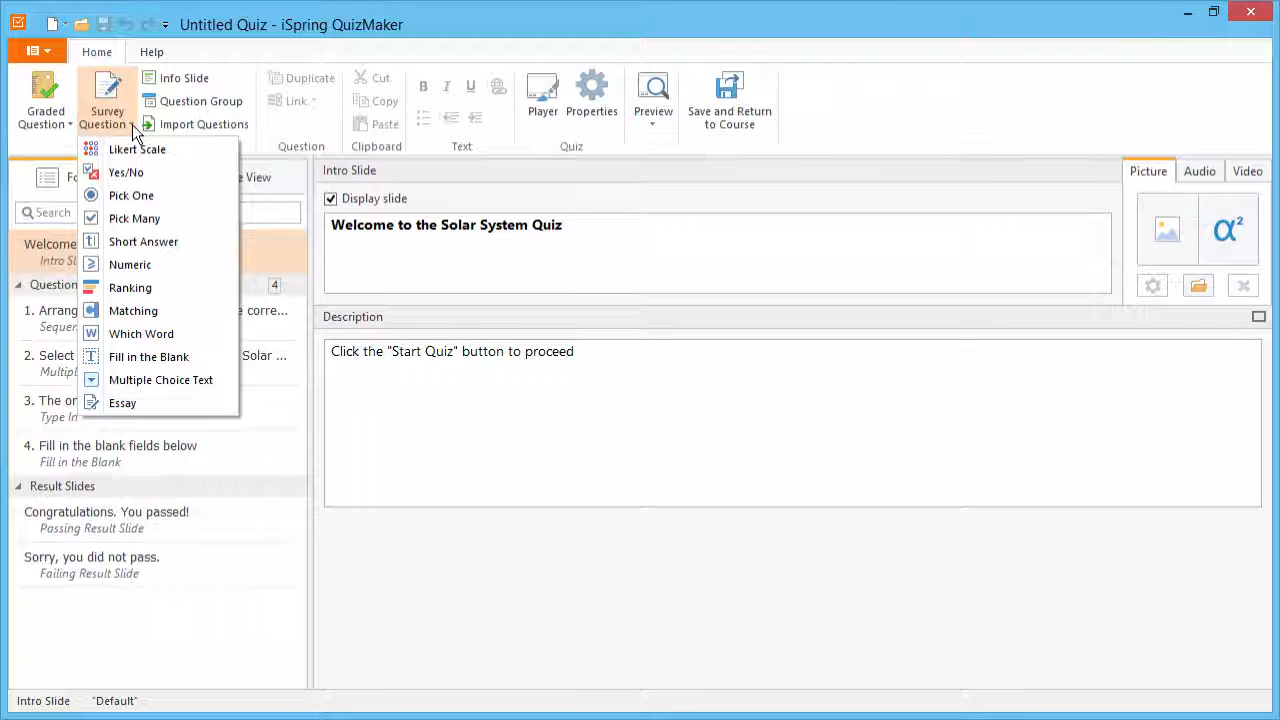 Untitled Quiz - iSpring QuizMaker
Home
Help
Graded
Question
Survey
Question
Info Slide
Question Group
Import Questions
Duplicate
Link
Question
Cut
Copy
Paste
Clipboard
B I U
Text
Player
Properties
Quiz
Preview
Save and Return
to Course
Likert Scale
Yes/No
Pick One
Pick Many
Short Answer
Numeric
Ranking
Matching
Which Word
Fill in the Blank
Multiple Choice Text
Essay
View
Search
Welcome
Intro
Question
4
1. Arran
corre...
Sequen
2. Select
Solar ...
Multip
3. The
Type In
4. Fill in the blank fields below
Fill in the Blank
Result Slides
Congratulations. You passed!
Passing Result Slide
Sorry, you did not pass.
Failing Result Slide
Intro Slide
Display slide
Welcome to the Solar System Quiz
Description
Click the "Start Quiz" button to proceed
Picture
Audio
Video
α²
Intro Slide
"Default"